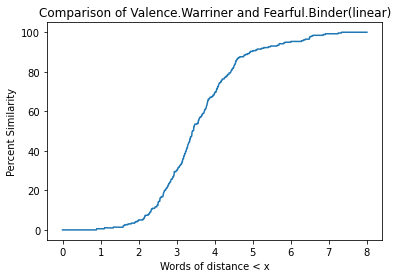 Comparison of Valence.Warriner and Fearful.Binder(linear)
100
80
60
40
20
0
Percent Similarity
0 1 2 3 4 5 6 7 8
Words of distance < x